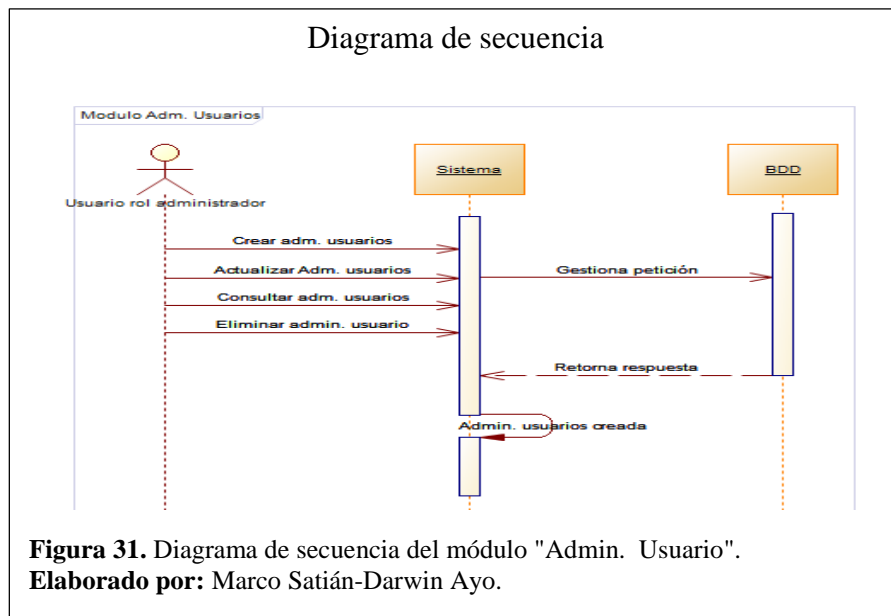 Diagrama de secuencia
Modulo Adm. Usuarios
Sistema
BDD
Usuario rol administrador
Crear adm. usuarios
Actualizar Adm. usuarios
Gestiona petición
Consultar adm. usuarios
Eliminar admin. usuario
Retorna respuesta
Admin. usuarios creada
Figura 31. Diagrama de secuencia del módulo "Admin. Usuario".
Elaborado por: Marco Satián-Darwin Ayo.